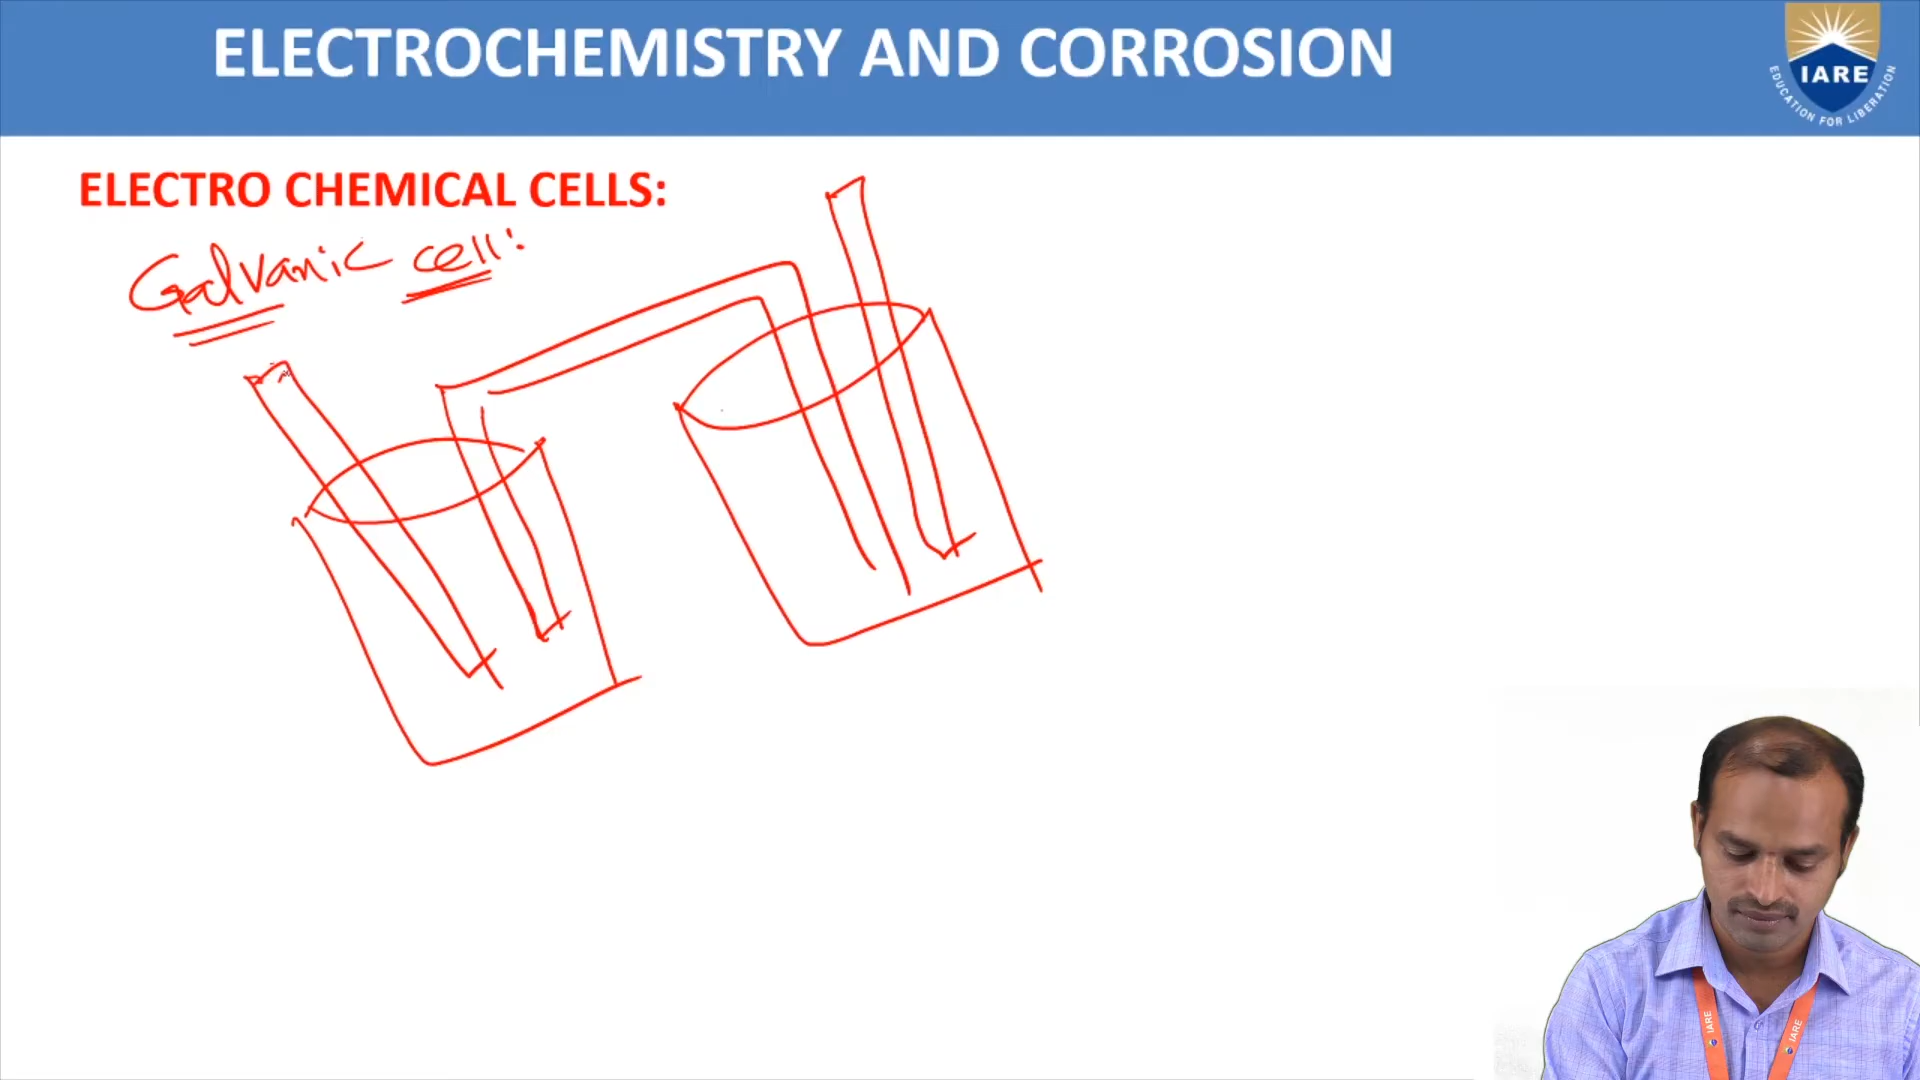 ELECTROCHEMISTRY AND CORROSION
IARE
EDUCATION FOR LIBERATION
ELECTRO CHEMICAL CELLS:
Galvanic cell:
IARE
IARE